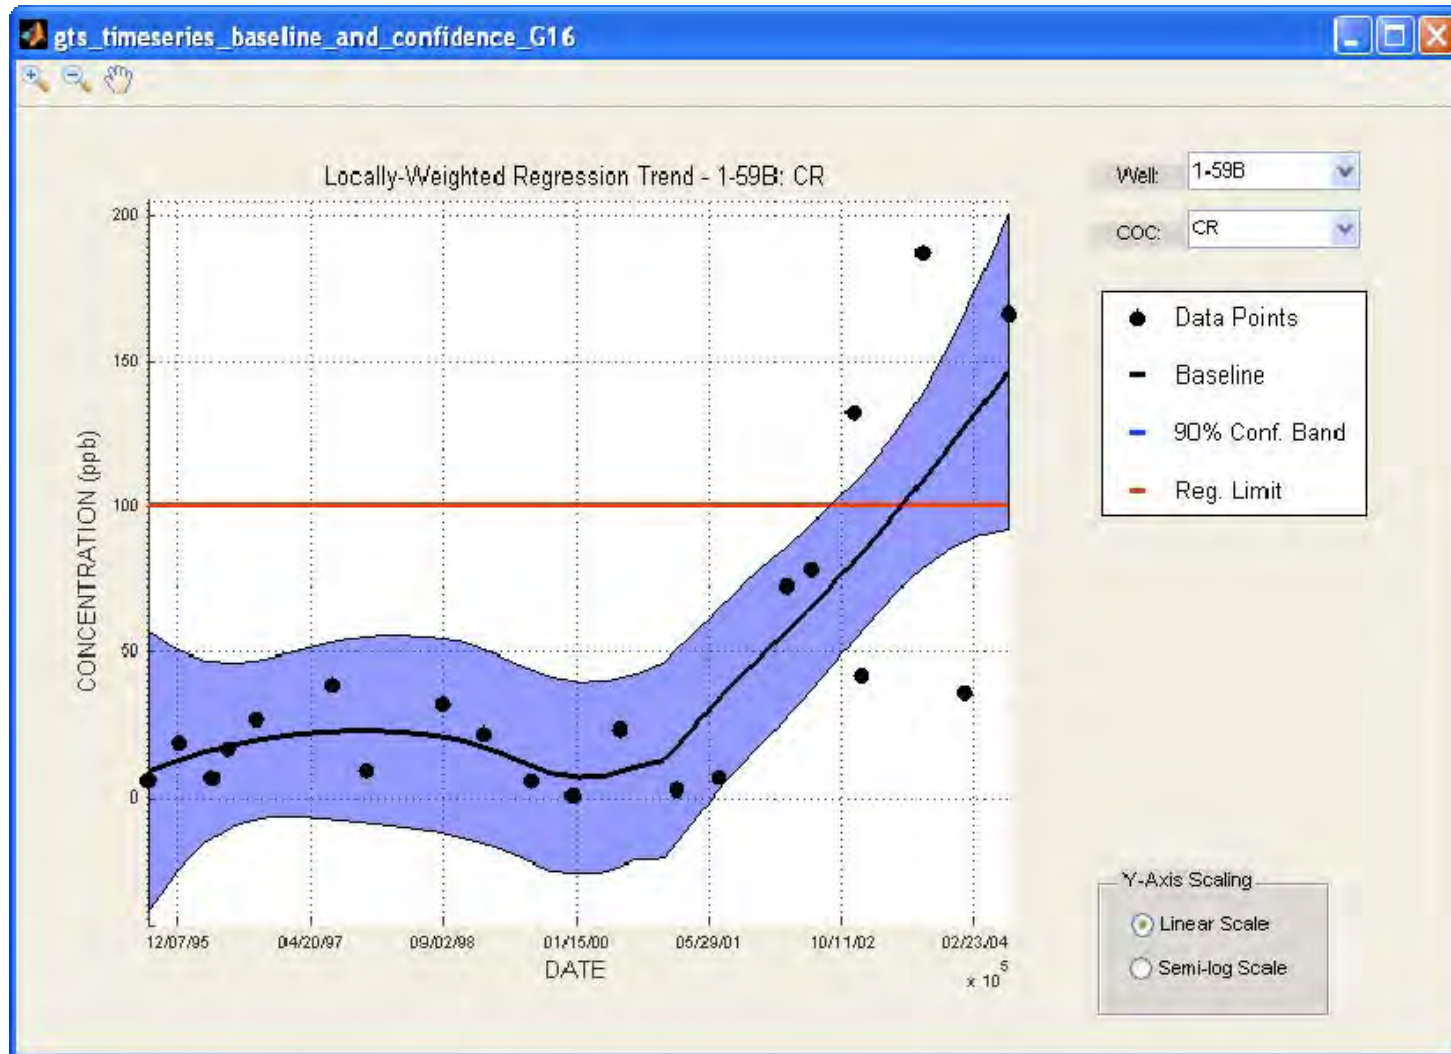 gts_timeseries_baseline_and_confidence_G16
Locally-Weighted Regression Trend - 1-59B: CR
Well: 1-59B
COC: CR
Data Points
Baseline
90% Conf. Band
Reg. Limit
CONCENTRATION (ppb)
200
150
100
50
0
12/07/95 04/20/97 09/02/98 01/15/00 05/29/01 10/11/02 02/23/04
DATE
x 10^5
Y-Axis Scaling
Linear Scale
Semi-log Scale